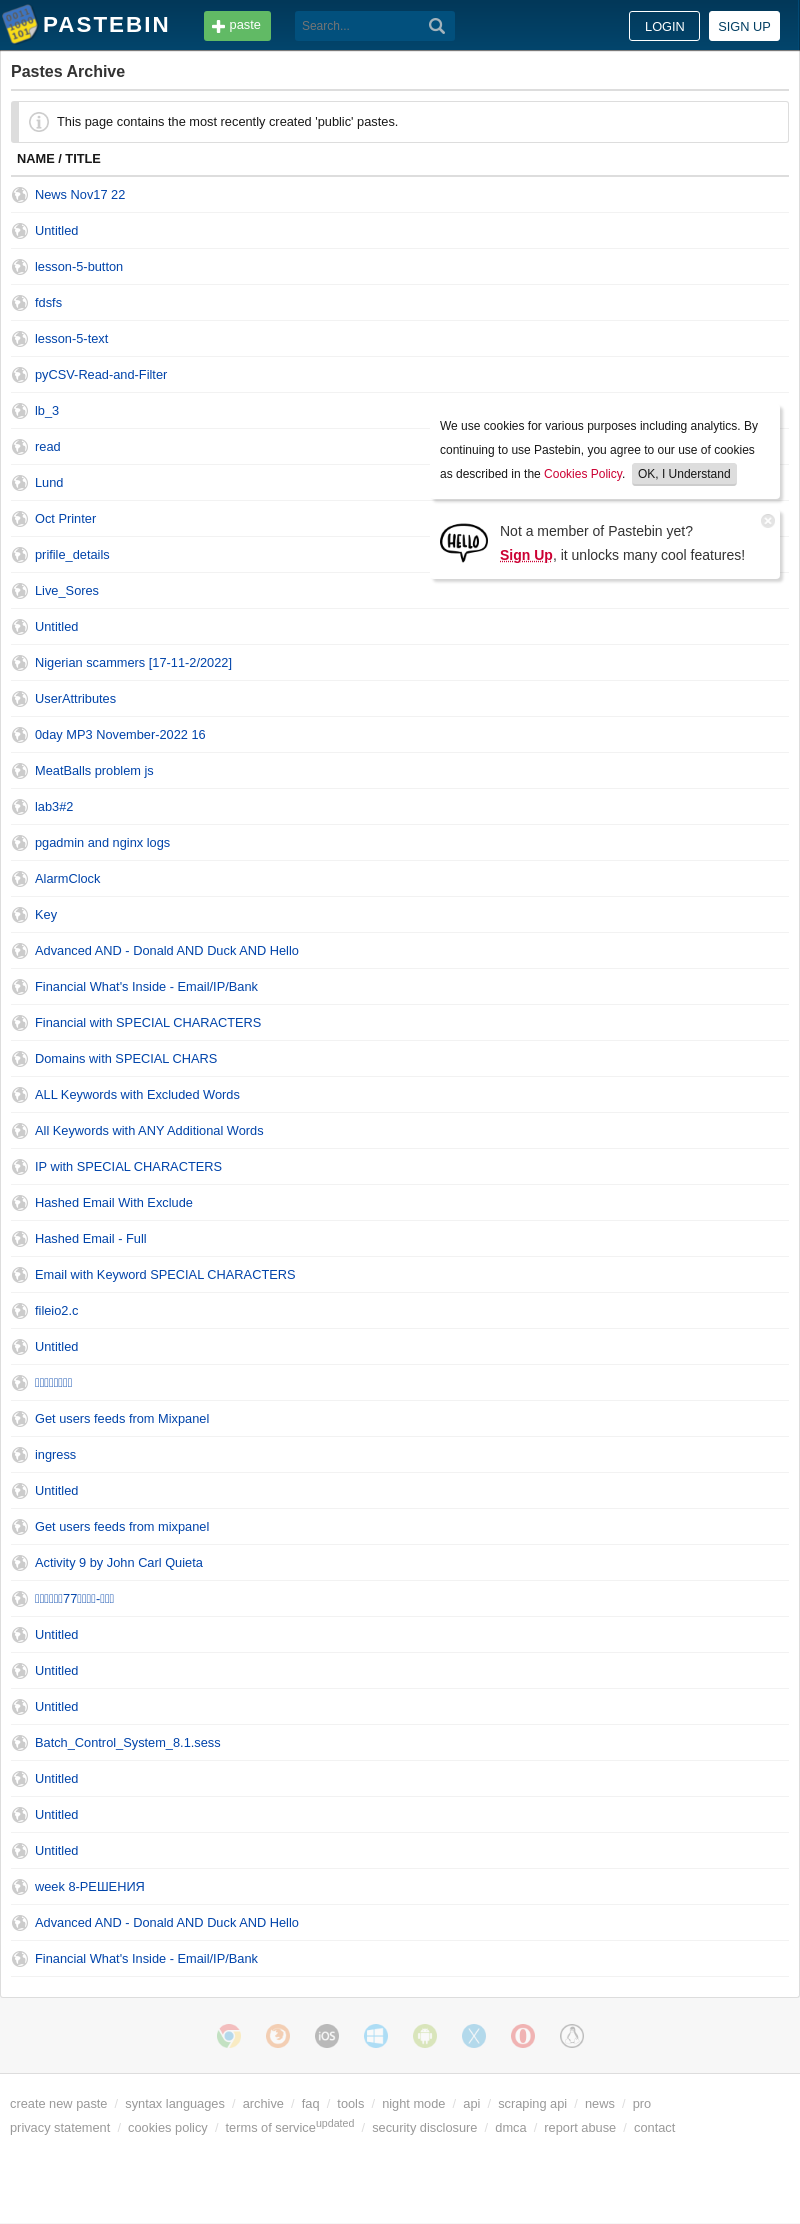 PASTEBIN
paste
Search...
LOGIN
SIGN UP
Pastes Archive
This page contains the most recently created 'public' pastes.
NAME / TITLE
News Nov17 22
Untitled
lesson-5-button
fdsfs
lesson-5-text
pyCSV-Read-and-Filter
lb_3
read
Lund
Oct Printer
prifile_details
Live_Sores
We use cookies for various purposes including analytics. By
continuing to use Pastebin, you agree to our use of cookies
as described in the Cookies Policy. OK, I Understand
HELLO
Not a member of Pastebin yet?
Sign Up, it unlocks many cool features!
Untitled
Nigerian scammers [17-11-2/2022]
UserAttributes
0day MP3 November-2022 16
MeatBalls problem js
lab3#2
pgadmin and nginx logs
AlarmClock
Key
Advanced AND - Donald AND Duck AND Hello
Financial What's Inside - Email/IP/Bank
Financial with SPECIAL CHARACTERS
Domains with SPECIAL CHARS
ALL Keywords with Excluded Words
All Keywords with ANY Additional Words
IP with SPECIAL CHARACTERS
Hashed Email With Exclude
Hashed Email - Full
Email with Keyword SPECIAL CHARACTERS
fileio2.c
Untitled
Get users feeds from Mixpanel
ingress
Untitled
Get users feeds from mixpanel
Activity 9 by John Carl Quieta
77
Untitled
Untitled
Untitled
Batch_Control_System_8.1.sess
Untitled
Untitled
Untitled
week 8-РЕШЕНИЯ
Advanced AND - Donald AND Duck AND Hello
Financial What's Inside - Email/IP/Bank
iOS
create new paste / syntax languages / archive / faq / tools / night mode / api / scraping api / news / pro
privacy statement / cookies policy / terms of service updated / security disclosure / dmca / report abuse / contact